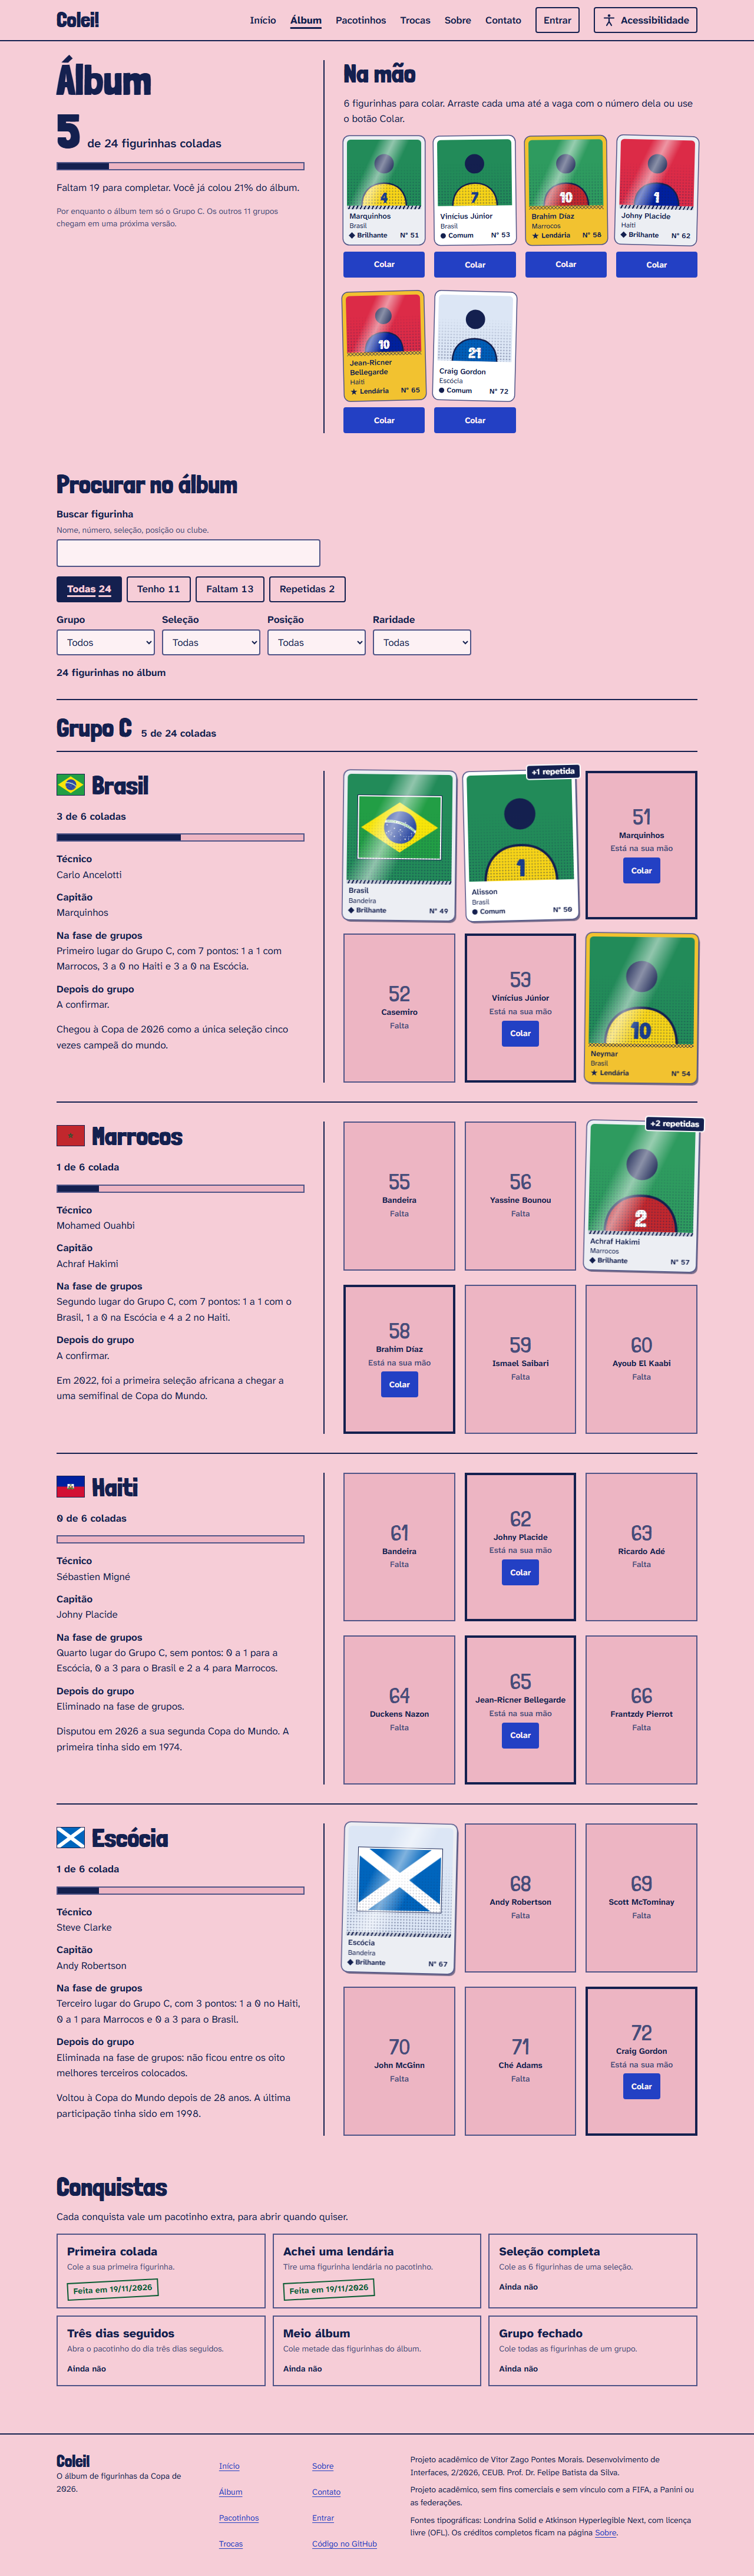 Colei!
Início Álbum Pacotinhos Trocas Sobre Contato Entrar Acessibilidade
Álbum
5 de 24 figurinhas coladas
Faltam 19 para completar. Você já colou 21% do álbum.
Por enquanto o álbum tem só o Grupo C. Os outros 11 grupos
chegam em uma próxima versão.
Na mão
6 figurinhas para colar. Arraste cada uma até a vaga com o número dela ou use
o botão Colar.
4
Marquinhos
Brasil
Brilhante N° 51
Colar
7
Vinícius Júnior
Brasil
Comum N° 53
Colar
10
Brahim Díaz
Marrocos
Lendária N° 58
Colar
1
Johny Placide
Haiti
Brilhante N° 62
Colar
10
Jean-Ricner
Bellegarde
Haiti
Lendária N° 65
Colar
21
Craig Gordon
Escócia
Comum N° 72
Colar
Procurar no álbum
Buscar figurinha
Nome, número, seleção, posição ou clube.
Todas 24 Tenho 11 Faltam 13 Repetidas 2
Grupo Seleção Posição Raridade
Todos Todas Todas Todas
24 figurinhas no álbum
Grupo C 5 de 24 coladas
Brasil
3 de 6 coladas
Técnico
Carlo Ancelotti
Capitão
Marquinhos
Na fase de grupos
Primeiro lugar do Grupo C, com 7 pontos: 1 a 1 com
Marrocos, 3 a 0 no Haiti e 3 a 0 na Escócia.
Depois do grupo
A confirmar.
Chegou à Copa de 2026 como a única seleção cinco
vezes campeã do mundo.
Brasil
Bandeira
Brilhante N° 49
+1 repetida
1
Alisson
Brasil
Comum N° 50
51
Marquinhos
Está na sua mão
Colar
52
Casemiro
Falta
53
Vinícius Júnior
Está na sua mão
Colar
10
Neymar
Brasil
Lendária N° 54
Marrocos
1 de 6 colada
Técnico
Mohamed Ouahbi
Capitão
Achraf Hakimi
Na fase de grupos
Segundo lugar do Grupo C, com 7 pontos: 1 a 1 com o
Brasil, 1 a 0 na Escócia e 4 a 2 no Haiti.
Depois do grupo
A confirmar.
Em 2022, foi a primeira seleção africana a chegar a
uma semifinal de Copa do Mundo.
55
Bandeira
Falta
56
Yassine Bounou
Falta
+2 repetidas
2
Achraf Hakimi
Marrocos
Brilhante N° 57
58
Brahim Díaz
Está na sua mão
Colar
59
Ismael Saibari
Falta
60
Ayoub El Kaabi
Falta
Haiti
0 de 6 coladas
Técnico
Sébastien Migné
Capitão
Johny Placide
Na fase de grupos
Quarto lugar do Grupo C, sem pontos: 0 a 1 para a
Escócia, 0 a 3 para o Brasil e 2 a 4 para Marrocos.
Depois do grupo
Eliminado na fase de grupos.
Disputou em 2026 a sua segunda Copa do Mundo. A
primeira tinha sido em 1974.
61
Bandeira
Falta
62
Johny Placide
Está na sua mão
Colar
63
Ricardo Adé
Falta
64
Duckens Nazon
Falta
65
Jean-Ricner Bellegarde
Está na sua mão
Colar
66
Frantzdy Pierrot
Falta
Escócia
1 de 6 colada
Técnico
Steve Clarke
Capitão
Andy Robertson
Na fase de grupos
Terceiro lugar do Grupo C, com 3 pontos: 1 a 0 no Haiti,
0 a 1 para Marrocos e 0 a 3 para o Brasil.
Depois do grupo
Eliminada na fase de grupos: não ficou entre os oito
melhores terceiros colocados.
Voltou à Copa do Mundo depois de 28 anos. A última
participação tinha sido em 1998.
Escócia
Bandeira
Brilhante N° 67
68
Andy Robertson
Falta
69
Scott McTominay
Falta
70
John McGinn
Falta
71
Ché Adams
Falta
72
Craig Gordon
Está na sua mão
Colar
Conquistas
Cada conquista vale um pacotinho extra, para abrir quando quiser.
Primeira colada
Cole a sua primeira figurinha.
Feita em 19/11/2026
Achei uma lendária
Tire uma figurinha lendária no pacotinho.
Feita em 19/11/2026
Seleção completa
Cole as 6 figurinhas de uma seleção.
Ainda não
Três dias seguidos
Abra o pacotinho do dia três dias seguidos.
Ainda não
Meio álbum
Cole metade das figurinhas do álbum.
Ainda não
Grupo fechado
Cole todas as figurinhas de um grupo.
Ainda não
Colei!
O álbum de figurinhas da Copa de
2026.
Início
Álbum
Pacotinhos
Trocas
Sobre
Contato
Entrar
Código no GitHub
Projeto acadêmico de Vitor Zago Pontes Morais. Desenvolvimento de
Interfaces, 2/2026, CEUB. Prof. Dr. Felipe Batista da Silva.
Projeto acadêmico, sem fins comerciais e sem vínculo com a FIFA, a Panini ou
as federações.
Fontes tipográficas: Londrina Solid e Atkinson Hyperlegible Next, com licença
livre (OFL). Os créditos completos ficam na página Sobre.